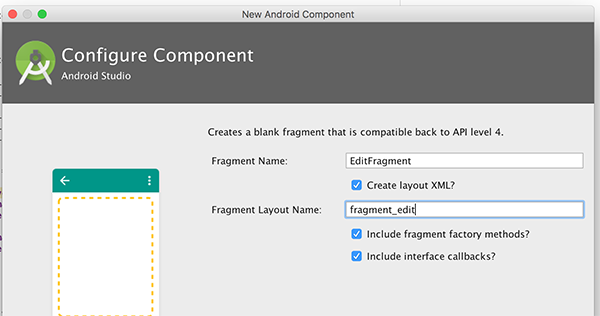 New Android Component
Configure Component
Android Studio
Creates a blank fragment that is compatible back to API level 4.
Fragment Name: EditFragment
Create layout XML?
Fragment Layout Name: fragment_edit
Include fragment factory methods?
Include interface callbacks?